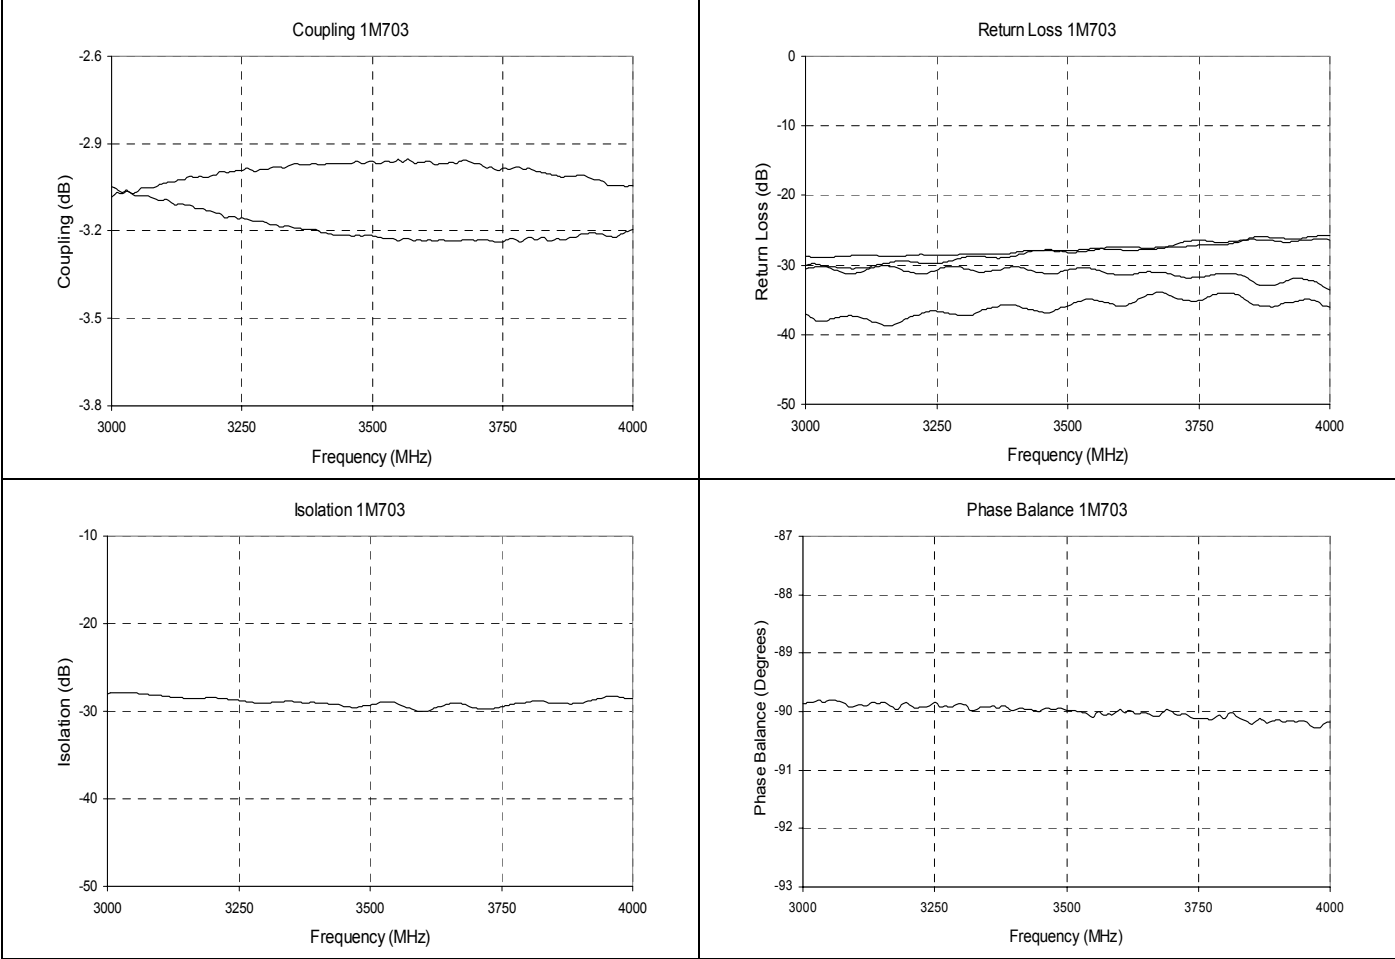 Coupling 1M703
-2.6
-2.9
-3.2
-3.5
-3.8
Coupling (dB)
3000 3250 3500 3750 4000
Frequency (MHz)
Return Loss 1M703
0
-10
-20
-30
-40
-50
Return Loss (dB)
3000 3250 3500 3750 4000
Frequency (MHz)
Isolation 1M703
-10
-20
-30
-40
-50
Isolation (dB)
3000 3250 3500 3750 4000
Frequency (MHz)
Phase Balance 1M703
-87
-88
-89
-90
-91
-92
-93
Phase Balance (Degrees)
3000 3250 3500 3750 4000
Frequency (MHz)